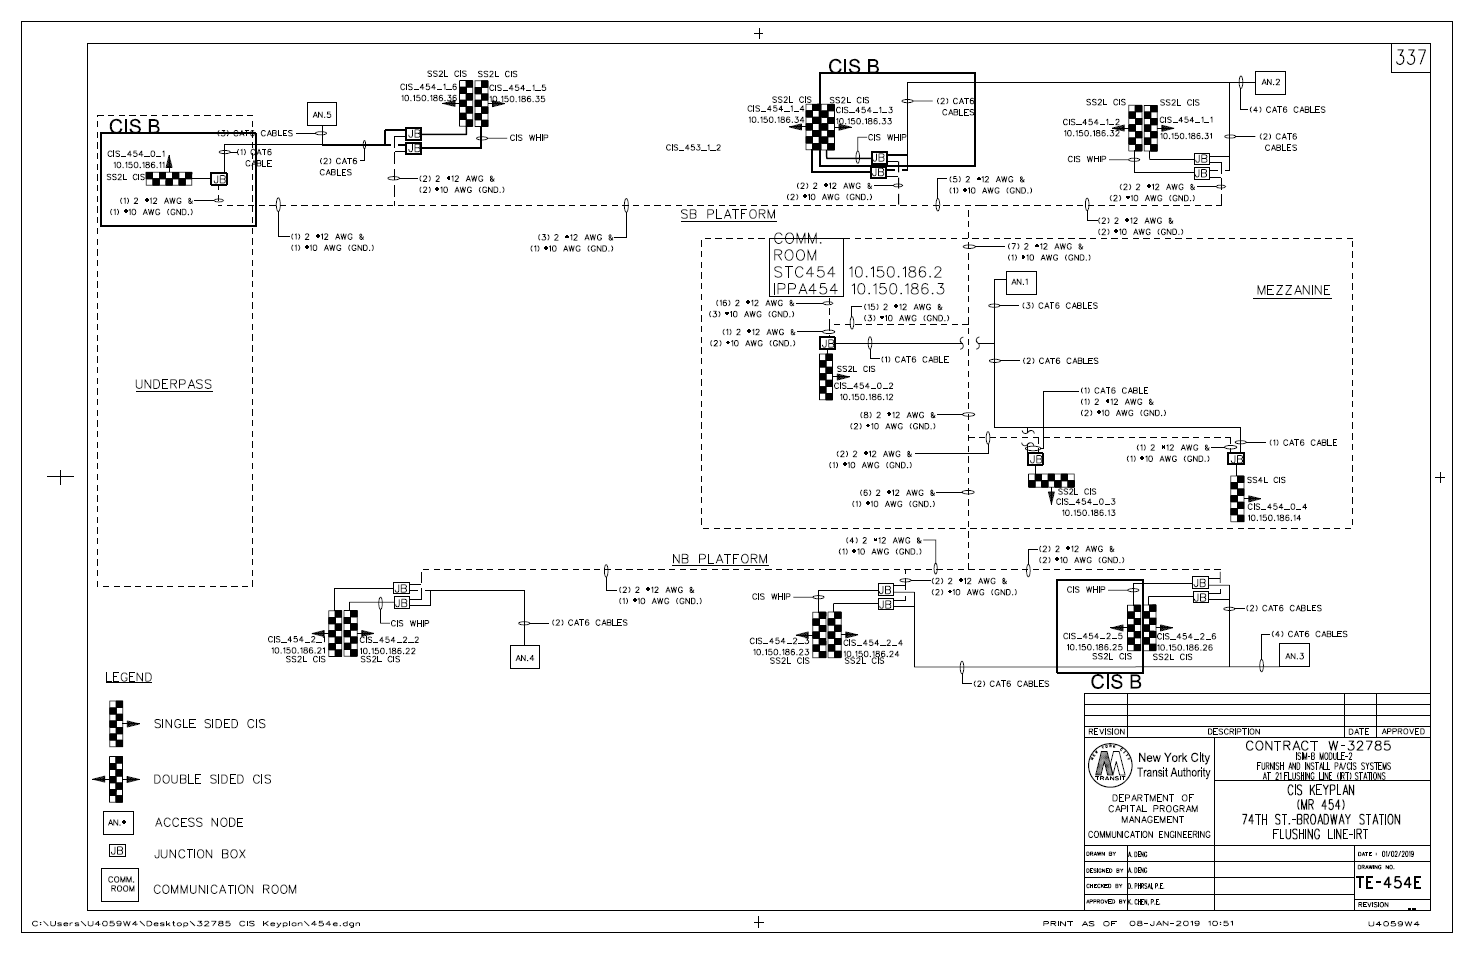 337
CIS B
CIS_454_0_1
10.150.186.11
SS2L CIS
(1) 2 #12 AWG &
(1) #10 AWG (GND.)
(1) CAT6
CABLE
(3) CAT6 CABLES
AN.5
JB
(2) CAT6
CABLES
SS2L CIS
CIS_454_1_6
10.150.186.36
SS2L CIS
CIS_454_1_5
10.150.186.35
JB
JB
CIS WHIP
(2) 2 #12 AWG &
(2) #10 AWG (GND.)
(1) 2 #12 AWG &
(1) #10 AWG (GND.)
(3) 2 #12 AWG &
(1) #10 AWG (GND.)
CIS_453_1_2
CIS B
SS2L CIS
CIS_454_1_4
10.150.186.34
SS2L CIS
CIS_454_1_3
10.150.186.33
CIS WHIP
JB
JB
(2) CAT6
CABLES
(2) 2 #12 AWG &
(2) #10 AWG (GND.)
(5) 2 #12 AWG &
(1) #10 AWG (GND.)
AN.2
(4) CAT6 CABLES
SS2L CIS
CIS_454_1_2
10.150.186.32
SS2L CIS
CIS_454_1_1
10.150.186.31
(2) CAT6
CABLES
CIS WHIP
JB
JB
(2) 2 #12 AWG &
(2) #10 AWG (GND.)
(2) 2 #12 AWG &
(2) #10 AWG (GND.)
SB PLATFORM
COMM.
ROOM
STC454 10.150.186.2
IPPA454 10.150.186.3
(7) 2 #12 AWG &
(1) #10 AWG (GND.)
AN.1
MEZZANINE
(16) 2 #12 AWG &
(3) #10 AWG (GND.)
(15) 2 #12 AWG &
(3) #10 AWG (GND.)
(3) CAT6 CABLES
(1) 2 #12 AWG &
(2) #10 AWG (GND.)
JB
(1) CAT6 CABLE
(2) CAT6 CABLES
SS2L CIS
CIS_454_0_2
10.150.186.12
UNDERPASS
(1) CAT6 CABLE
(1) 2 #12 AWG &
(2) #10 AWG (GND.)
(8) 2 #12 AWG &
(2) #10 AWG (GND.)
(2) 2 #12 AWG &
(1) #10 AWG (GND.)
(1) 2 #12 AWG &
(1) #10 AWG (GND.)
(1) CAT6 CABLE
JB
JB
(6) 2 #12 AWG &
(1) #10 AWG (GND.)
SS2L CIS
CIS_454_0_3
10.150.186.13
SS4L CIS
CIS_454_0_4
10.150.186.14
(4) 2 #12 AWG &
(1) #10 AWG (GND.)
(2) 2 #12 AWG &
(2) #10 AWG (GND.)
NB PLATFORM
JB
JB
CIS WHIP
CIS_454_2_1
10.150.186.21
SS2L CIS
CIS_454_2_2
10.150.186.22
SS2L CIS
(2) 2 #12 AWG &
(1) #10 AWG (GND.)
(2) CAT6 CABLES
AN.4
CIS WHIP
JB
JB
(2) 2 #12 AWG &
(2) #10 AWG (GND.)
CIS_454_2_3
10.150.186.23
SS2L CIS
CIS_454_2_4
10.150.186.24
SS2L CIS
(2) CAT6 CABLES
CIS WHIP
JB
JB
CIS_454_2_5
10.150.186.25
SS2L CIS
CIS_454_2_6
10.150.186.26
SS2L CIS
CIS B
(2) CAT6 CABLES
(4) CAT6 CABLES
AN.3
LEGEND
SINGLE SIDED CIS
DOUBLE SIDED CIS
AN.# ACCESS NODE
JB JUNCTION BOX
COMM.
ROOM
COMMUNICATION ROOM
REVISION DESCRIPTION DATE APPROVED
NEW YORK CITY
TRANSIT
New York City
Transit Authority
DEPARTMENT OF
CAPITAL PROGRAM
MANAGEMENT
COMMUNICATION ENGINEERING
CONTRACT W-32785
ISIM-B MODULE-2
FURNISH AND INSTALL PA/CIS SYSTEMS
AT 21 FLUSHING LINE (IRT) STATIONS
CIS KEYPLAN
(MR 454)
74TH ST.-BROADWAY STATION
FLUSHING LINE-IRT
DRAWN BY A. DENG
DESIGNED BY A. DENG
CHECKED BY D. PHRSAI, P.E.
APPROVED BY K. CHEN, P.E.
DATE : 01/02/2019
DRAWING NO.
TE-454E
REVISION --
C:\Users\U4059W4\Desktop\32785 CIS Keyplan\454e.dgn
PRINT AS OF 08-JAN-2019 10:51
U4059W4